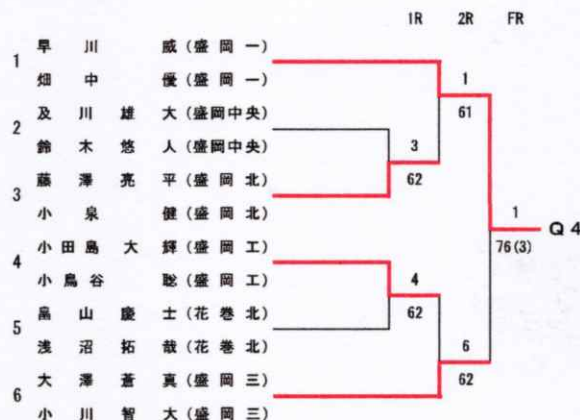 1R 2R FR
早川 威(盛岡一)
1
畑中 優(盛岡一)
1
及川雄大(盛岡中央)
61
2
鈴木悠人(盛岡中央)
3
藤澤亮平(盛岡北)
62
3
小泉 健(盛岡北)
1
Q4
小田島大輝(盛岡工)
76(3)
4
小鳥谷 聡(盛岡工)
4
畠山慶士(花巻北)
62
5
浅沼拓哉(花巻北)
6
大澤蒼真(盛岡三)
62
6
小川智大(盛岡三)